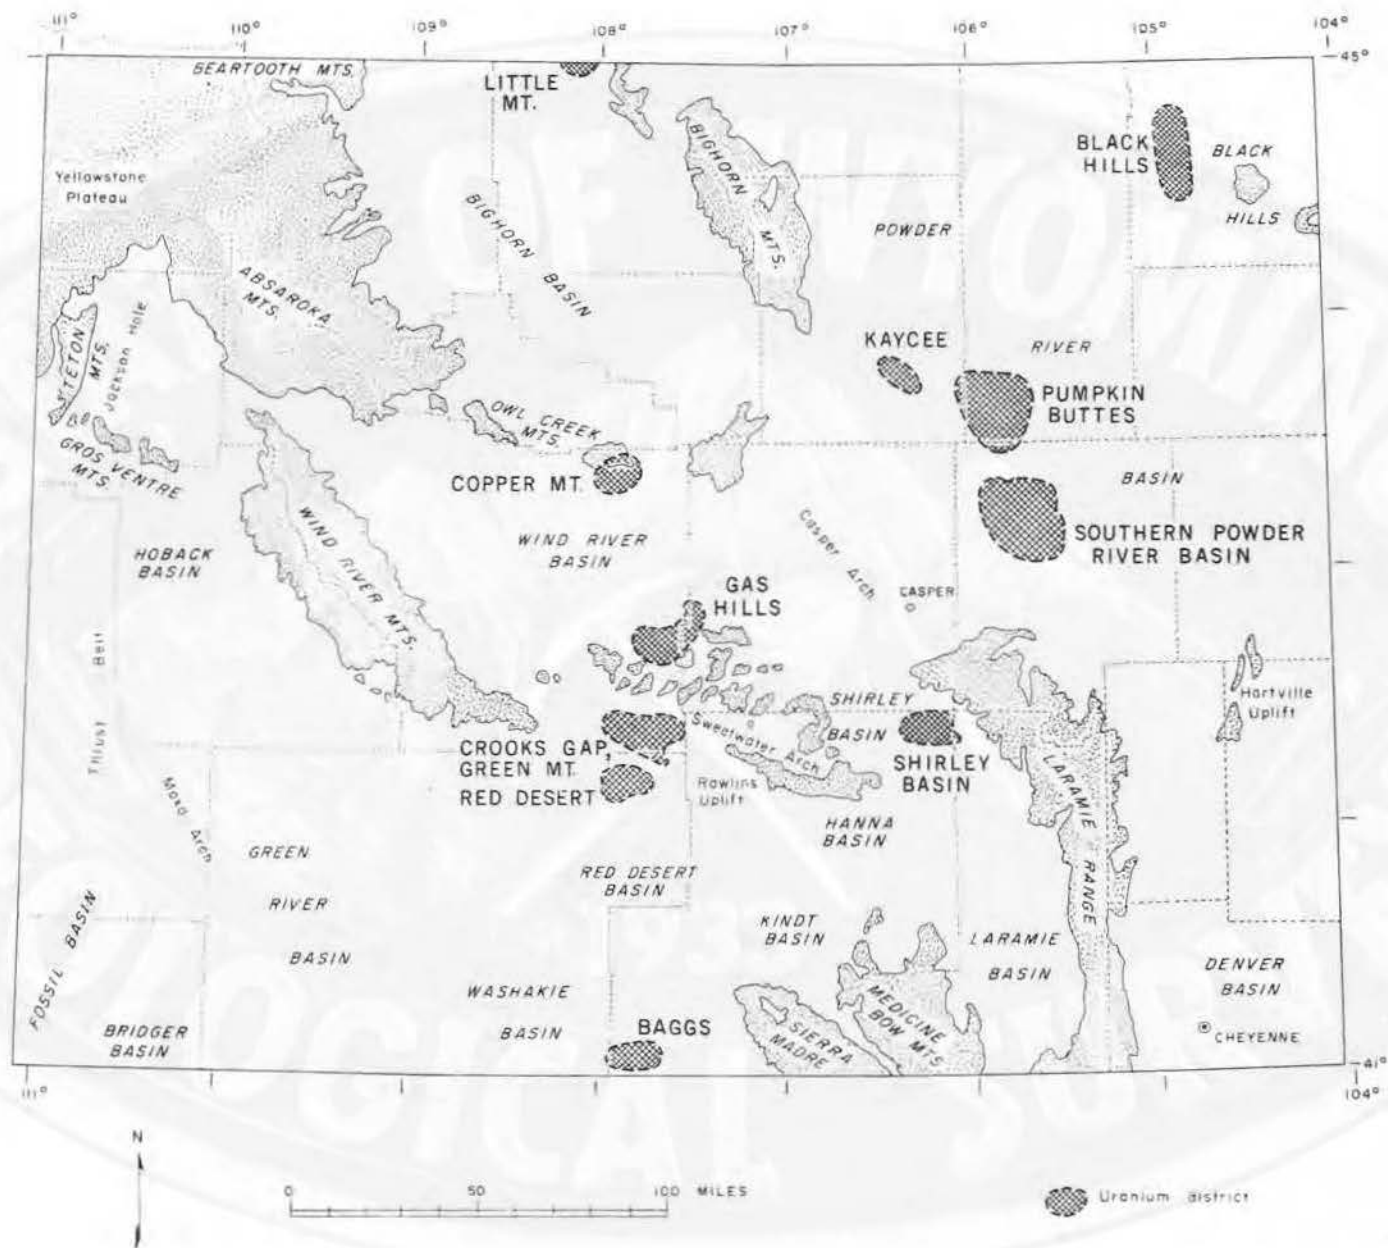 111°
110°
109°
108°
107°
106°
105°
104°
45°
BEARTOOTH MTS.
LITTLE
MT.
BLACK
HILLS
BLACK
HILLS
Yellowstone
Plateau
BIGHORN
MTS.
BIGHORN BASIN
POWDER
ABSAROKA
MTS.
TETON
MTS.
Jackson Hole
KAYCEE
RIVER
PUMPKIN
BUTTES
OWL CREEK
MTS.
GROS VENTRE
MTS.
COPPER MT.
BASIN
WIND RIVER MTS.
WIND RIVER
BASIN
Casper Arch
SOUTHERN POWDER
RIVER BASIN
HOBACK
BASIN
GAS
HILLS
CASPER
Thrust Belt
SHIRLEY
BASIN
Hartville
Uplift
Sweetwater Arch
CROOKS GAP,
GREEN MT.
RED DESERT
SHIRLEY
BASIN
LARAMIE RANGE
Rawlins
Uplift
Moxa Arch
HANNA
BASIN
GREEN
RIVER
BASIN
RED DESERT
BASIN
FOSSIL BASIN
KINDT
BASIN
LARAMIE
BASIN
DENVER
BASIN
WASHAKIE
BASIN
MEDICINE
BOW MTS.
SIERRA
MADRE
BRIDGER
BASIN
BAGGS
CHEYENNE
41°
111°
104°
N
0 50 100 MILES
Uranium district
OF WYOMING
1933